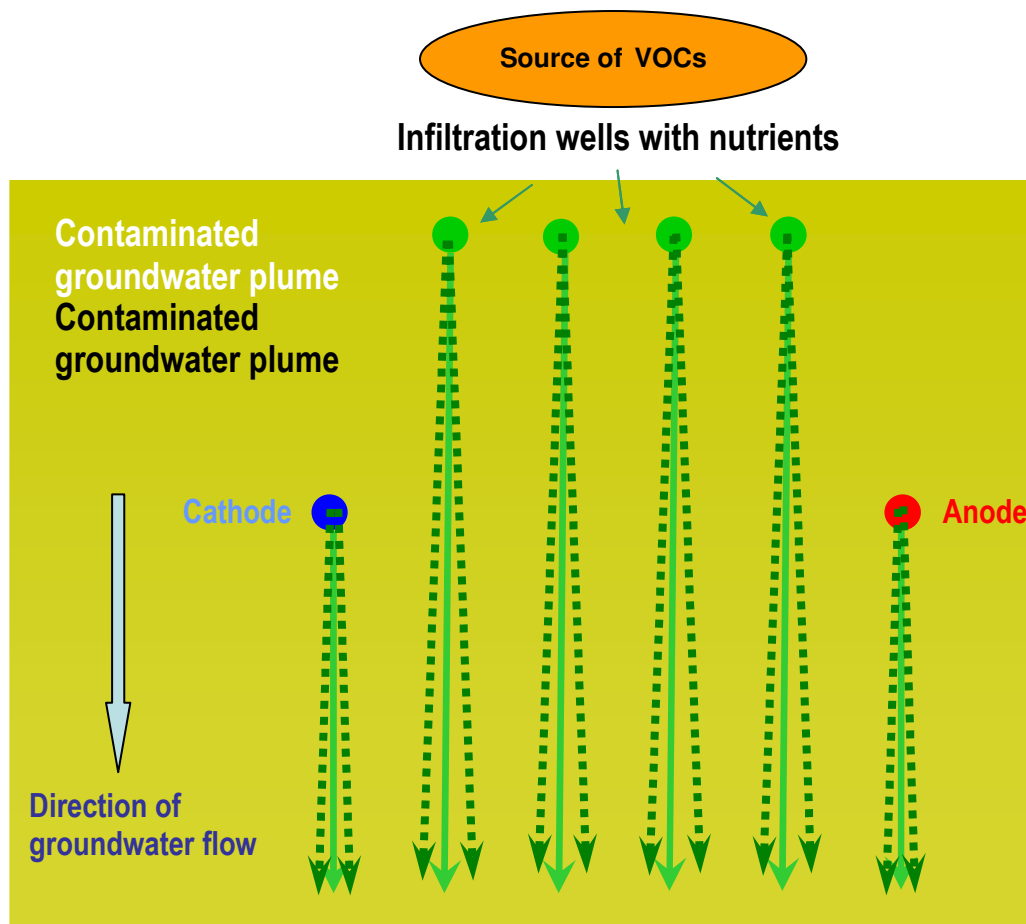 Source of VOCs
Infiltration wells with nutrients
Contaminated
groundwater plume
Contaminated
groundwater plume
Cathode
Anode
Direction of
groundwater flow